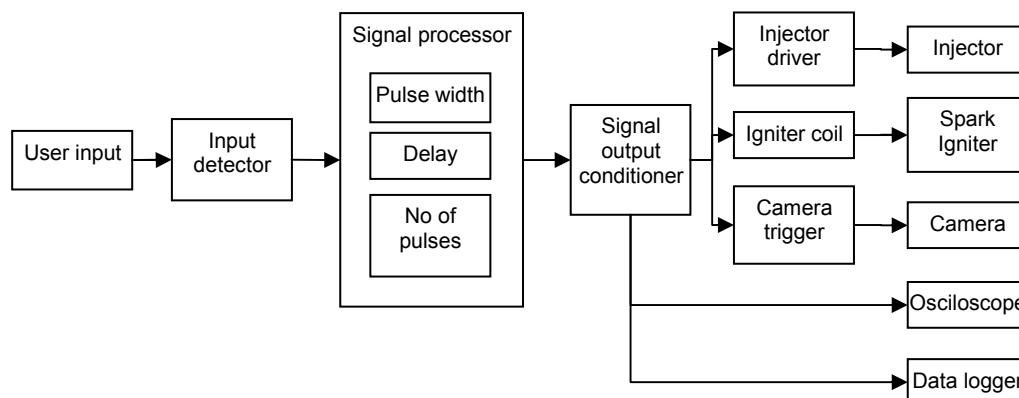 User input
Input
detector
Signal processor
Pulse width
Delay
No of
pulses
Signal
output
conditioner
Injector
driver
Injector
Igniter coil
Spark
Igniter
Camera
trigger
Camera
Osciloscope
Data logger